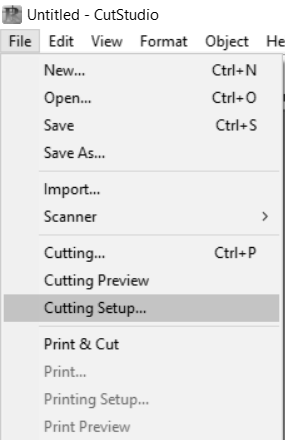 Untitled - CutStudio
File Edit View Format Object He
New... Ctrl+N
Open... Ctrl+O
Save Ctrl+S
Save As...
Import...
Scanner
Cutting... Ctrl+P
Cutting Preview
Cutting Setup...
Print & Cut
Print...
Printing Setup...
Print Preview